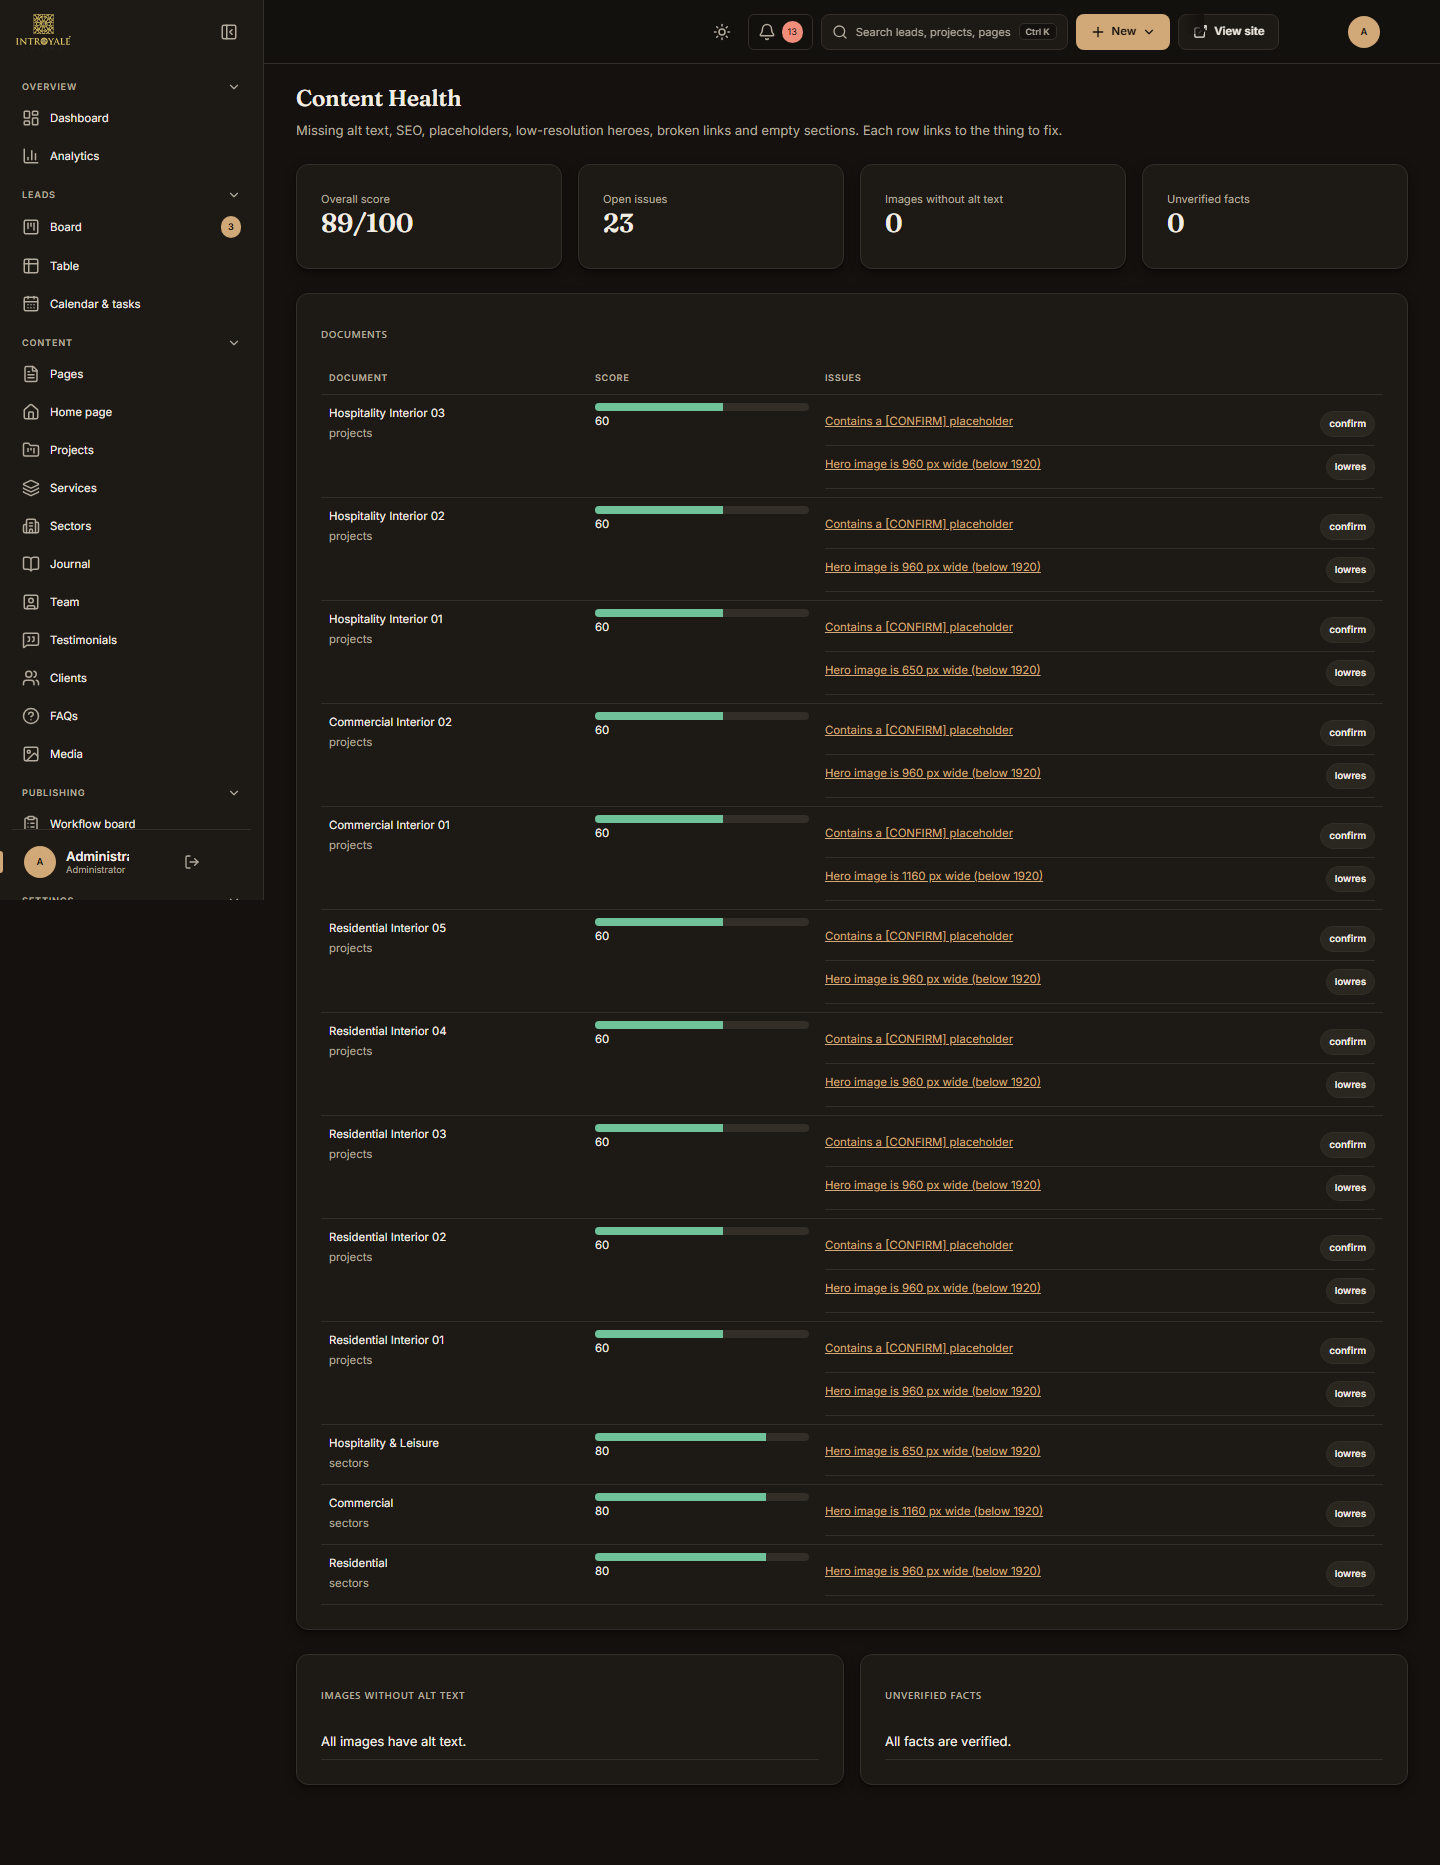 INTROYALE
13
Search leads, projects, pages
Ctrl K
New
View site
A
OVERVIEW
Dashboard
Analytics
LEADS
Board
3
Table
Calendar & tasks
CONTENT
Pages
Home page
Projects
Services
Sectors
Journal
Team
Testimonials
Clients
FAQs
Media
PUBLISHING
Workflow board
A
Administra
Administrator
SETTINGS
Content Health
Missing alt text, SEO, placeholders, low-resolution heroes, broken links and empty sections. Each row links to the thing to fix.
Overall score
89/100
Open issues
23
Images without alt text
0
Unverified facts
0
DOCUMENTS
DOCUMENT SCORE ISSUES
Hospitality Interior 03
projects
60
Contains a [CONFIRM] placeholder confirm
Hero image is 960 px wide (below 1920) lowres
Hospitality Interior 02
projects
60
Contains a [CONFIRM] placeholder confirm
Hero image is 960 px wide (below 1920) lowres
Hospitality Interior 01
projects
60
Contains a [CONFIRM] placeholder confirm
Hero image is 650 px wide (below 1920) lowres
Commercial Interior 02
projects
60
Contains a [CONFIRM] placeholder confirm
Hero image is 960 px wide (below 1920) lowres
Commercial Interior 01
projects
60
Contains a [CONFIRM] placeholder confirm
Hero image is 1160 px wide (below 1920) lowres
Residential Interior 05
projects
60
Contains a [CONFIRM] placeholder confirm
Hero image is 960 px wide (below 1920) lowres
Residential Interior 04
projects
60
Contains a [CONFIRM] placeholder confirm
Hero image is 960 px wide (below 1920) lowres
Residential Interior 03
projects
60
Contains a [CONFIRM] placeholder confirm
Hero image is 960 px wide (below 1920) lowres
Residential Interior 02
projects
60
Contains a [CONFIRM] placeholder confirm
Hero image is 960 px wide (below 1920) lowres
Residential Interior 01
projects
60
Contains a [CONFIRM] placeholder confirm
Hero image is 960 px wide (below 1920) lowres
Hospitality & Leisure
sectors
80
Hero image is 650 px wide (below 1920) lowres
Commercial
sectors
80
Hero image is 1160 px wide (below 1920) lowres
Residential
sectors
80
Hero image is 960 px wide (below 1920) lowres
IMAGES WITHOUT ALT TEXT
All images have alt text.
UNVERIFIED FACTS
All facts are verified.